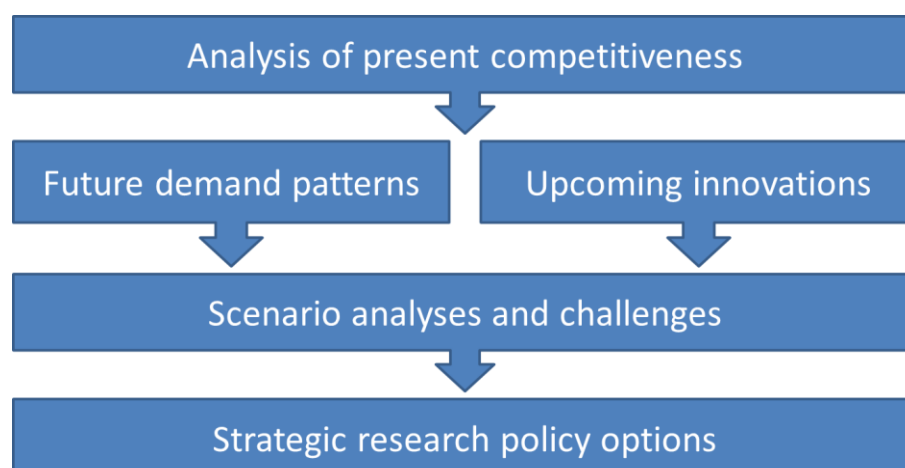 Analysis of present competitiveness
Future demand patterns
Upcoming innovations
Scenario analyses and challenges
Strategic research policy options